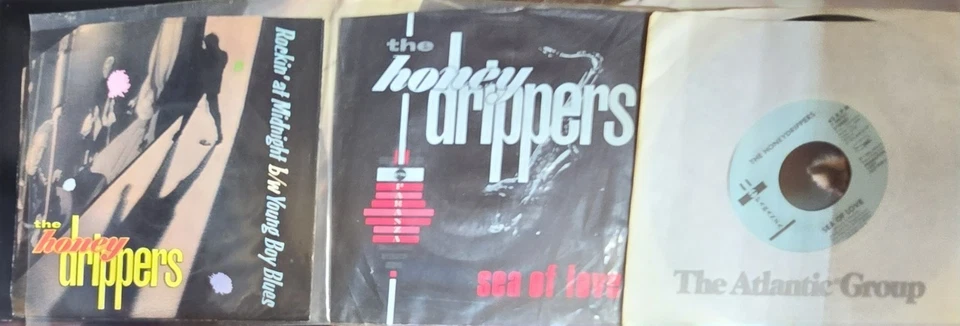 Rockin' at Midnight b/w Young Boy Blues
the
honey
drippers
the
honey
drippers
ES PARANZA
sea of love
THE HONEYDRIPPERS
SEA OF LOVE
The Atlantic Group